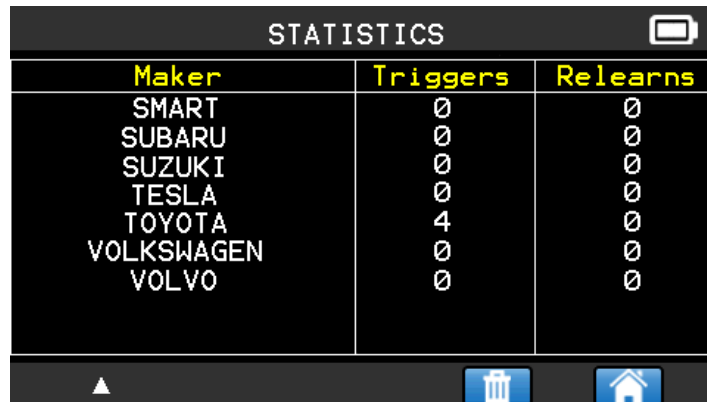 STATISTICS
Maker Triggers Relearns
SMART 0 0
SUBARU 0 0
SUZUKI 0 0
TESLA 0 0
TOYOTA 4 0
VOLKSWAGEN 0 0
VOLVO 0 0